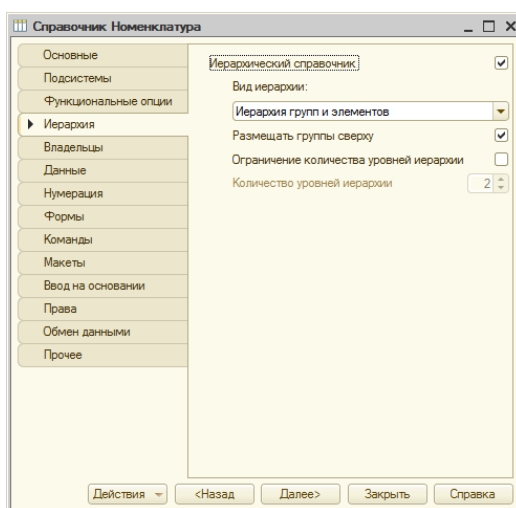 Справочник Номенклатура
Основные
Подсистемы
Функциональные опции
Иерархия
Владельцы
Данные
Нумерация
Формы
Команды
Макеты
Ввод на основании
Права
Обмен данными
Прочее
Иерархический справочник
Вид иерархии:
Иерархия групп и элементов
Размещать группы сверху
Ограничение количества уровней иерархии
Количество уровней иерархии 2
Действия <Назад Далее> Закрыть Справка